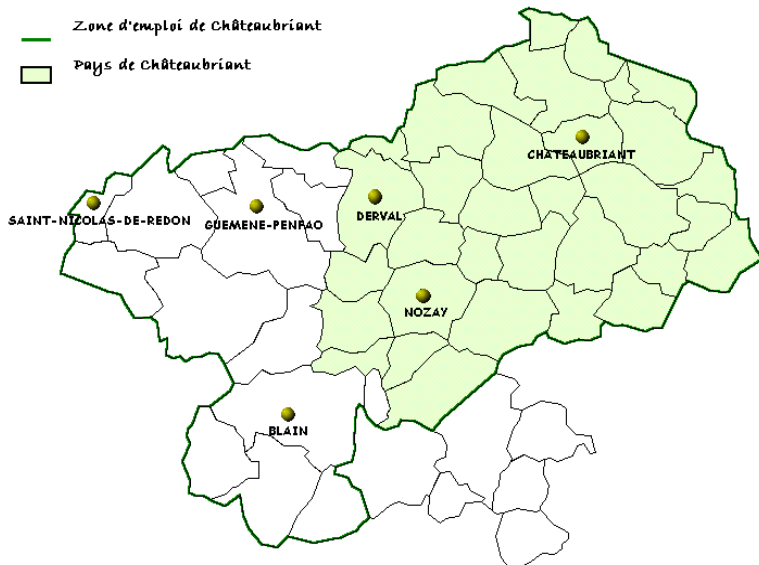 Zone d'emploi de Châteaubriant
Pays de Châteaubriant
CHATEAUBRIANT
SAINT-NICOLAS-DE-REDON
GUEMENE-PENFAO
DERVAL
NOZAY
BLAIN